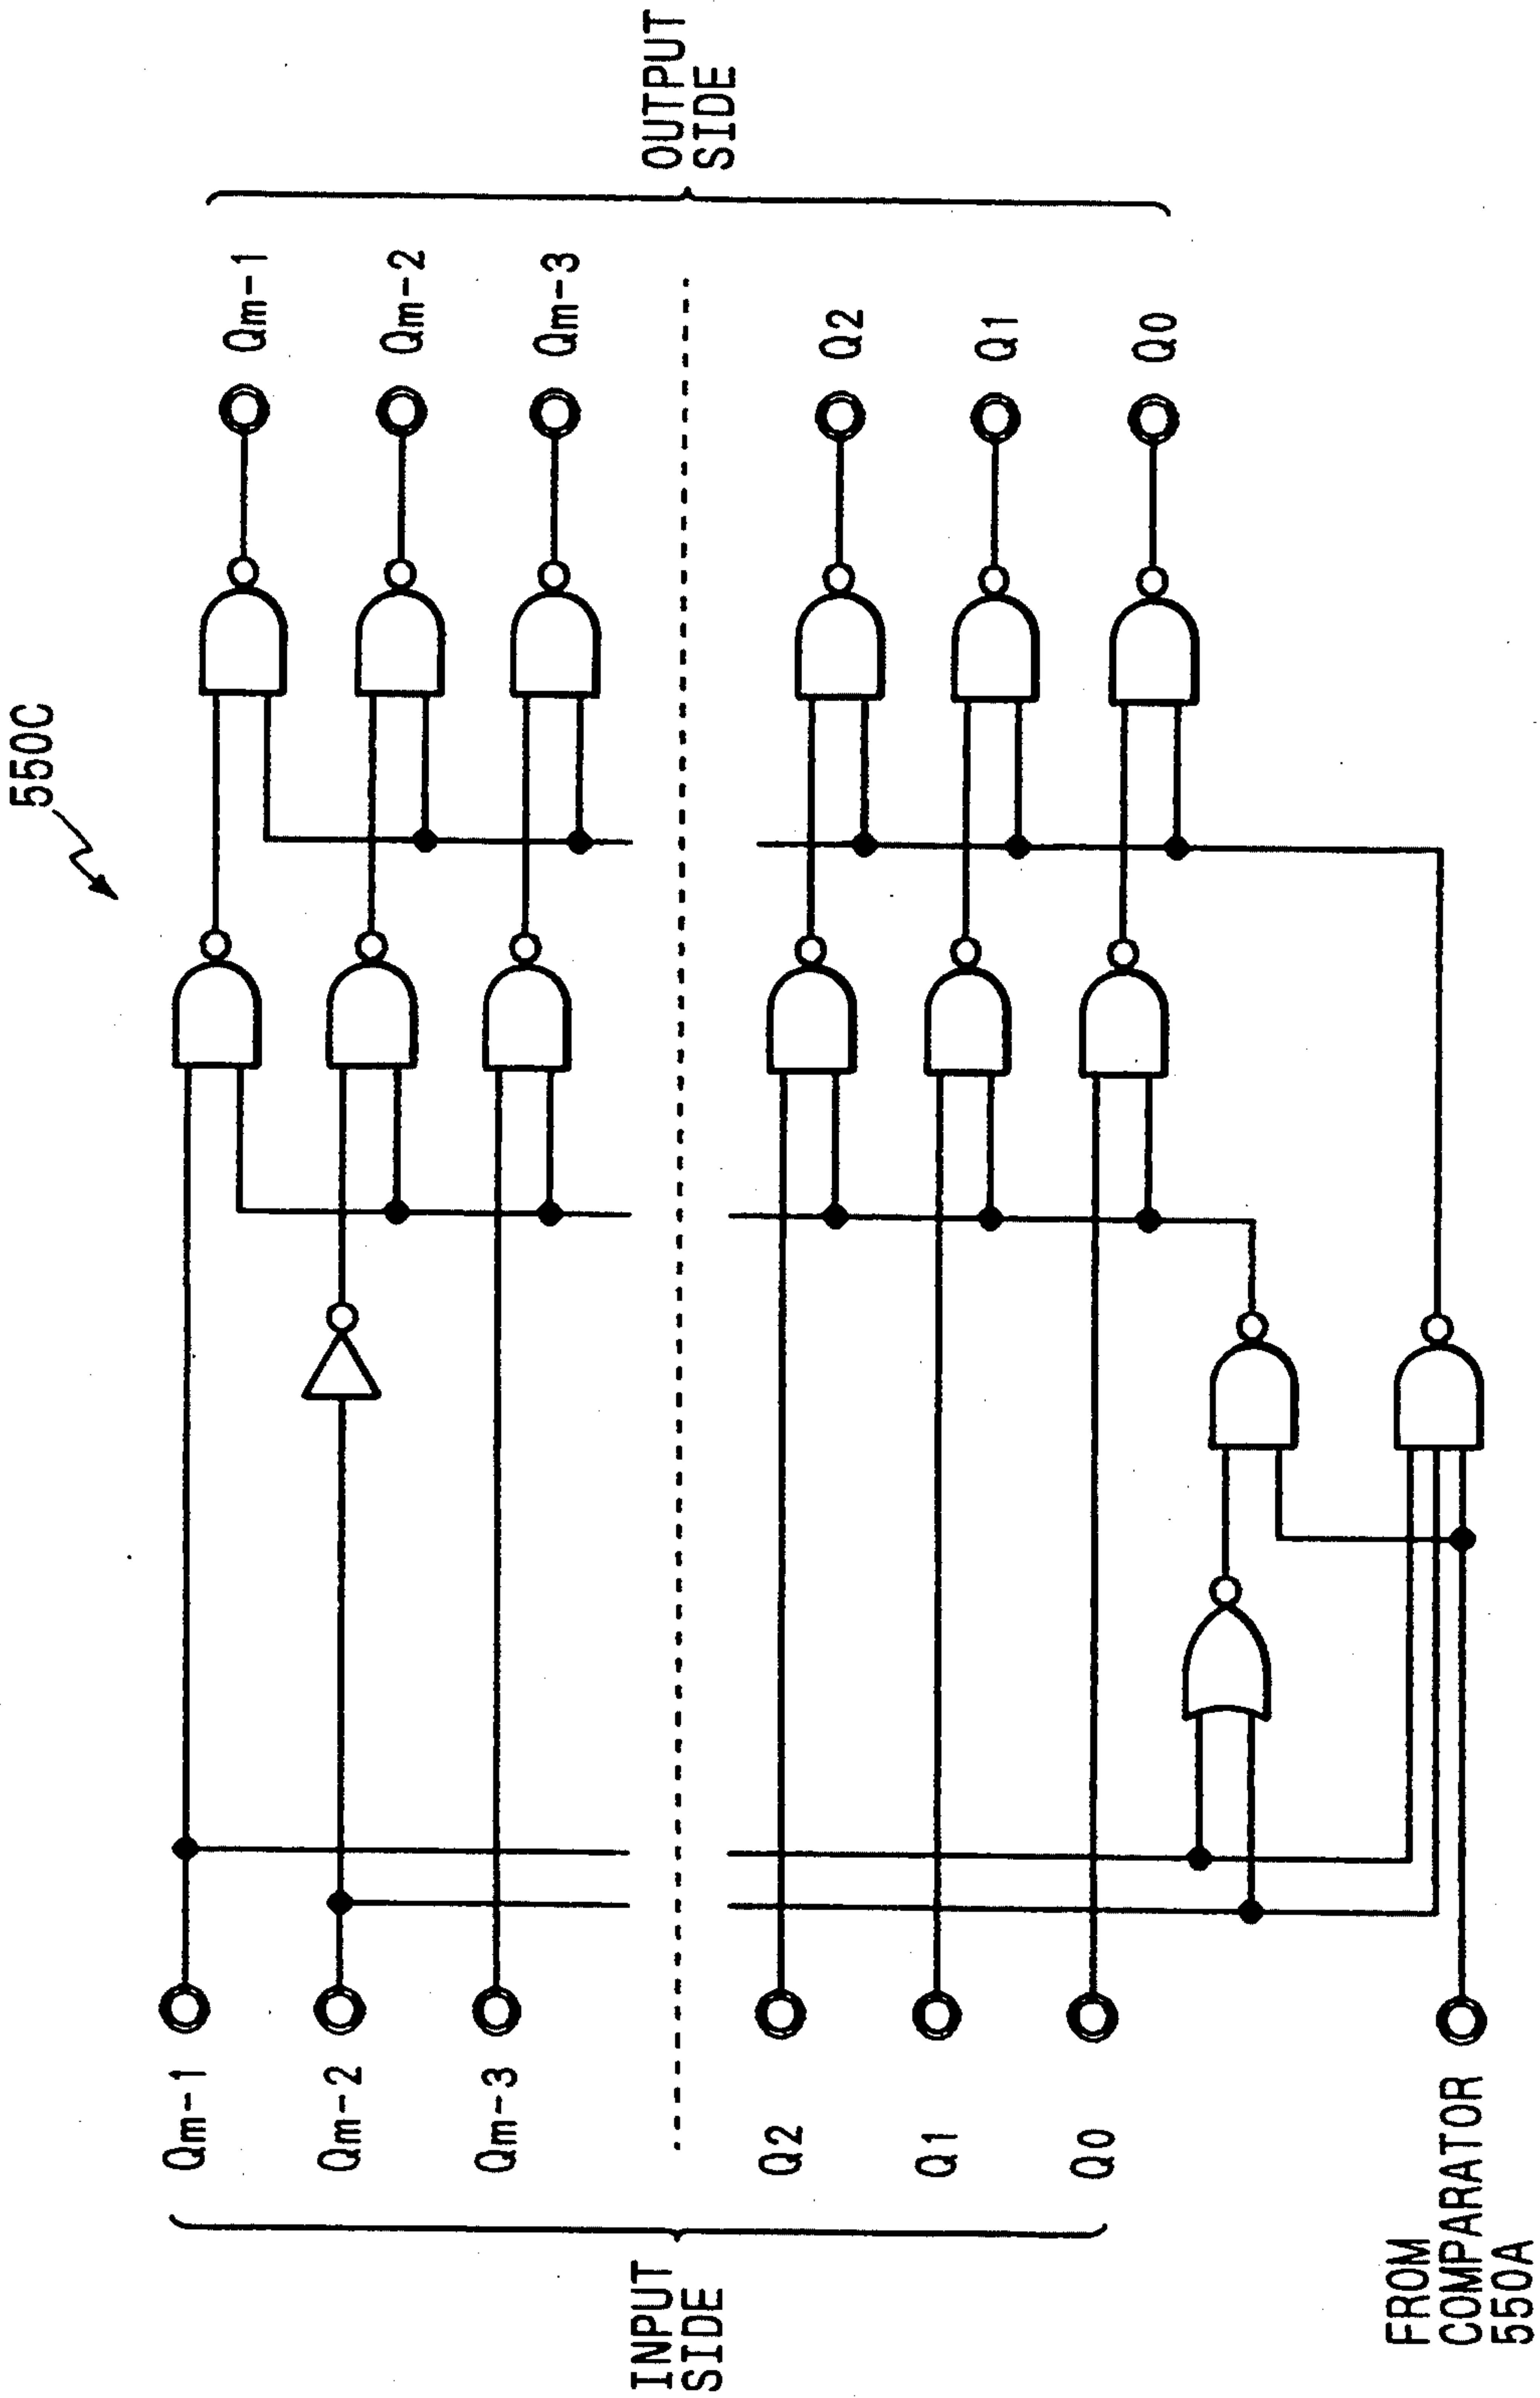 550C
INPUT
SIDE
Qm-1
Qm-2
Qm-3
Q2
Q1
Q0
FROM
COMPARATOR
550A
Qm-1
Qm-2
Qm-3
Q2
Q1
Q0
OUTPUT
SIDE